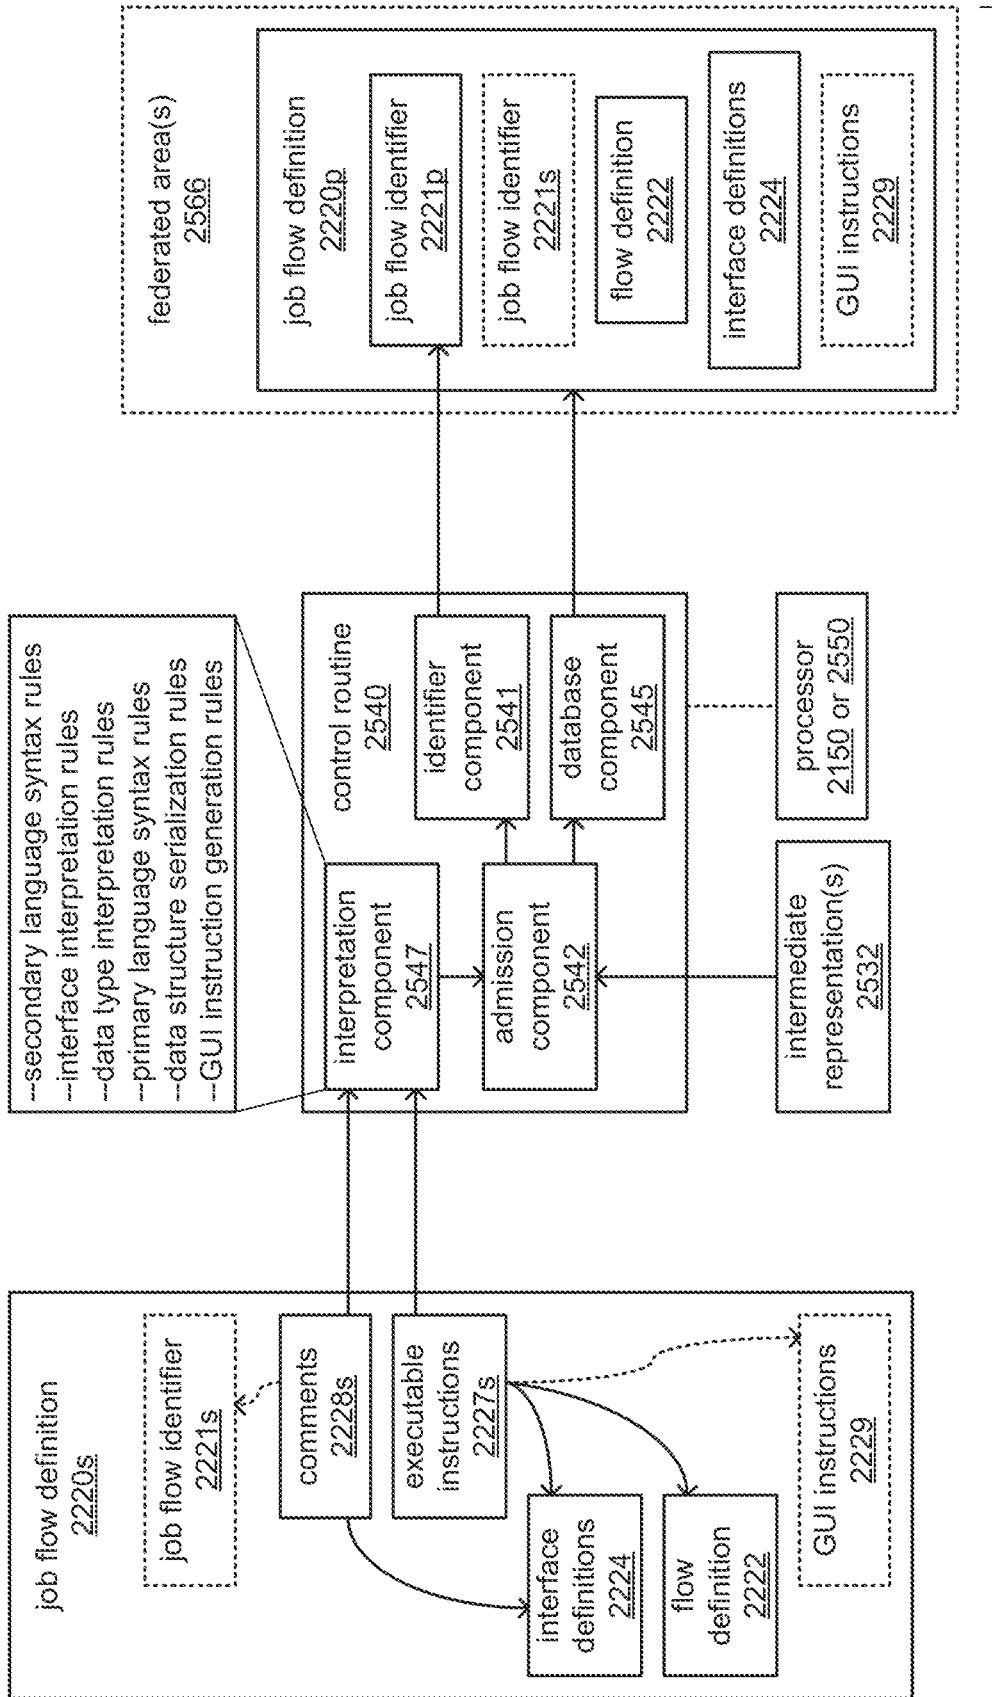 job flow definition
2220s
job flow identifier
2221s
comments
2228s
executable
instructions
2227s
interface
definitions
2224
flow
definition
2222
GUI instructions
2229
--secondary language syntax rules
--interface interpretation rules
--data type interpretation rules
--primary language syntax rules
--data structure serialization rules
--GUI instruction generation rules
control routine
2540
interpretation
component
2547
identifier
component
2541
admission
component
2542
database
component
2545
intermediate
representation(s)
2532
processor
2150 or 2550
federated area(s)
2566
job flow definition
2220p
job flow identifier
2221p
job flow identifier
2221s
flow definition
2222
interface definitions
2224
GUI instructions
2229